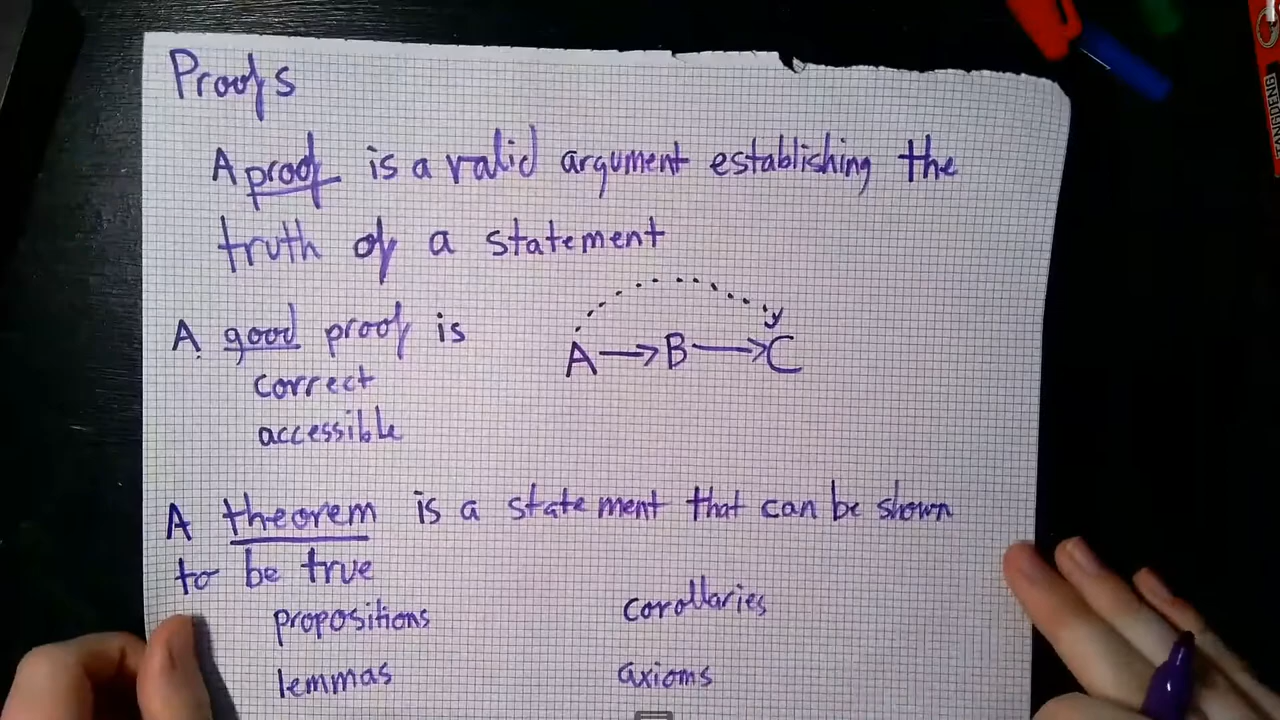 Proofs
A proof is a valid argument establishing the
truth of a statement
A good proof is
correct
accessible
A → B → C
A theorem is a statement that can be shown
to be true
propositions
corollaries
lemmas
axioms